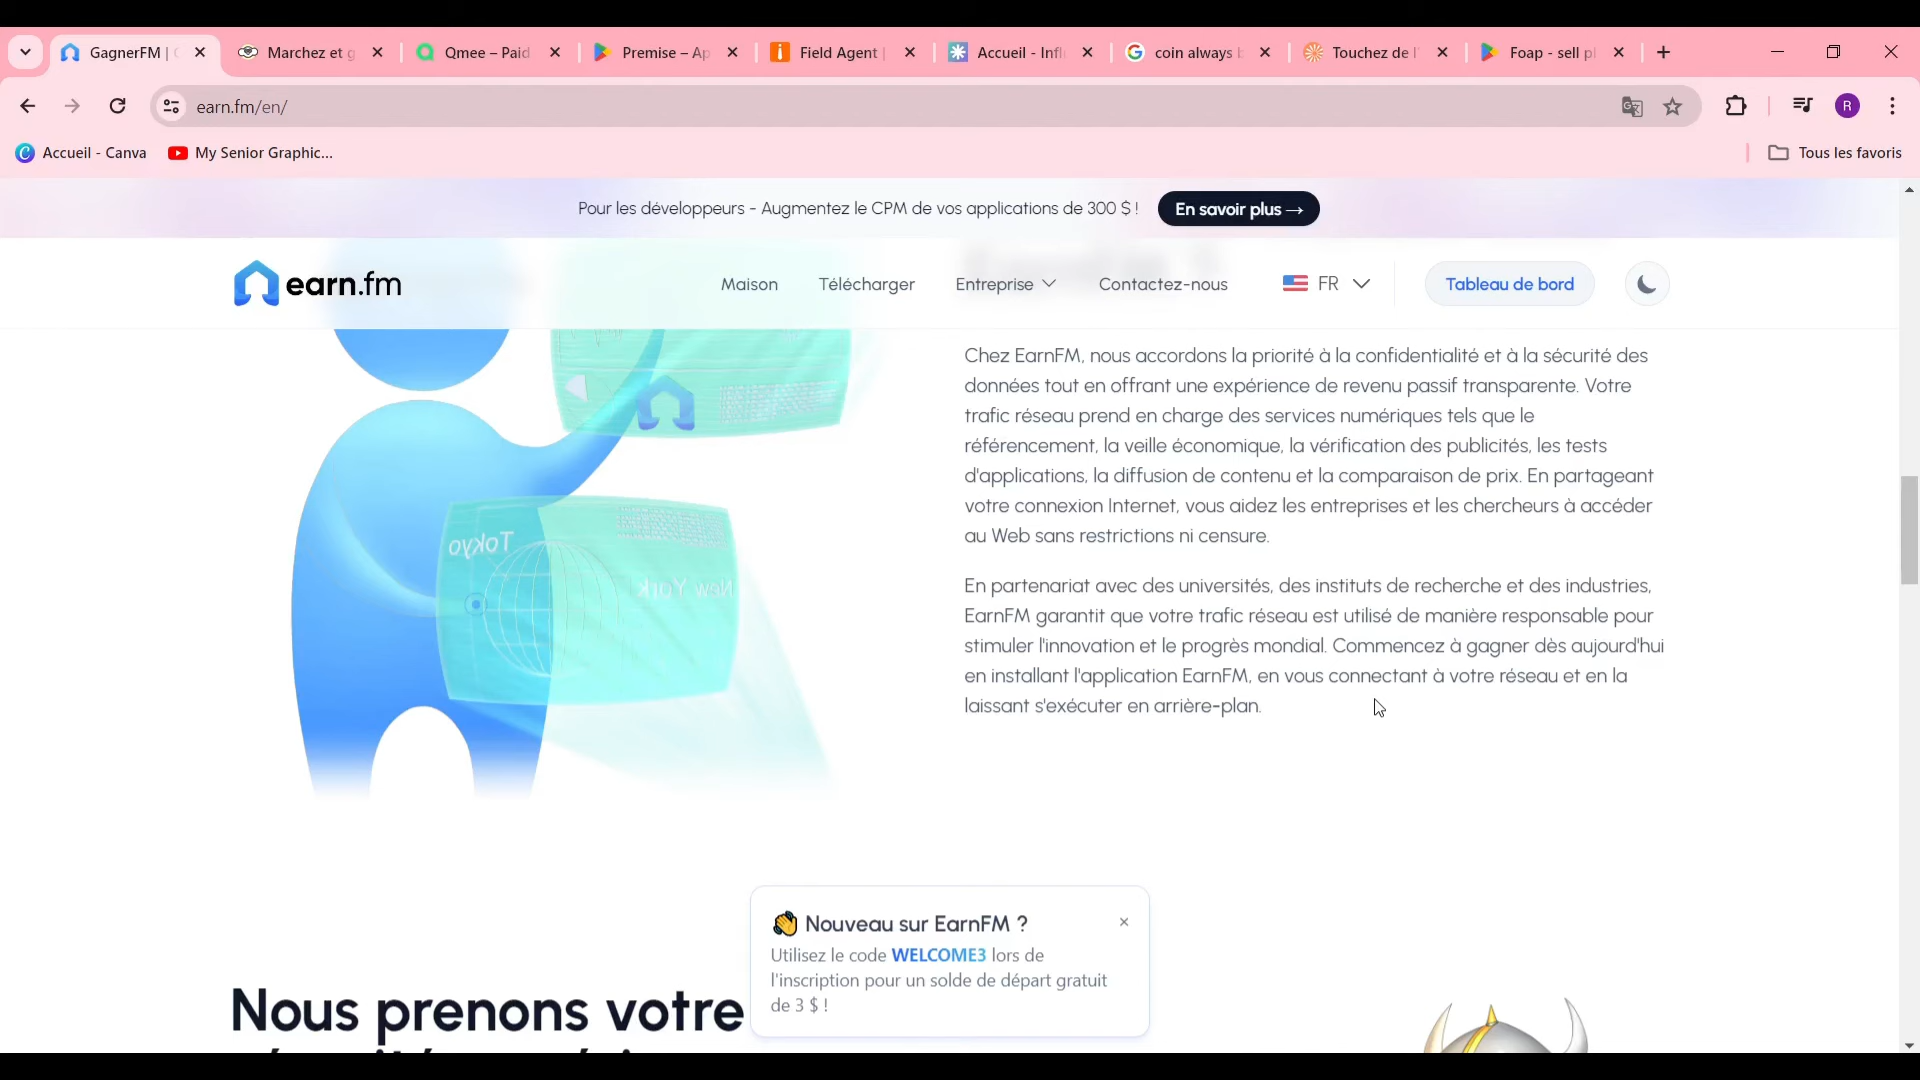 GagnerFM |
Marchez et g
Qmee – Paid
Premise – Ap
Field Agent |
Accueil - Infl
coin always b
Touchez de l'
Foap - sell pl
earn.fm/en/
R
Accueil - Canva
My Senior Graphic...
Tous les favoris
Pour les développeurs - Augmentez le CPM de vos applications de 300 $ !
En savoir plus →
earn.fm
Maison
Télécharger
Entreprise
Contactez-nous
FR
Tableau de bord
Chez EarnFM, nous accordons la priorité à la confidentialité et à la sécurité des
données tout en offrant une expérience de revenu passif transparente. Votre
trafic réseau prend en charge des services numériques tels que le
référencement, la veille économique, la vérification des publicités, les tests
d'applications, la diffusion de contenu et la comparaison de prix. En partageant
votre connexion Internet, vous aidez les entreprises et les chercheurs à accéder
au Web sans restrictions ni censure.
En partenariat avec des universités, des instituts de recherche et des industries,
EarnFM garantit que votre trafic réseau est utilisé de manière responsable pour
stimuler l'innovation et le progrès mondial. Commencez à gagner dès aujourd'hui
en installant l'application EarnFM, en vous connectant à votre réseau et en la
laissant s'exécuter en arrière-plan.
Tokyo
New York
Nouveau sur EarnFM ?
×
Utilisez le code WELCOME3 lors de
l'inscription pour un solde de départ gratuit
de 3 $ !
Nous prenons votre